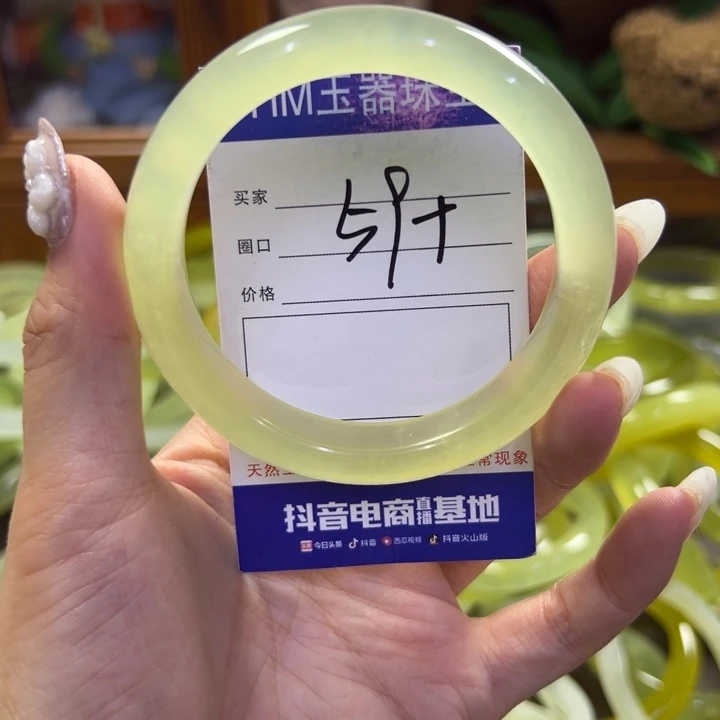 HM玉器珠
买家
圈口
59+
价格
天然
常现象
抖音电商直播基地
今日头条 抖音 西瓜视频 抖音火山版